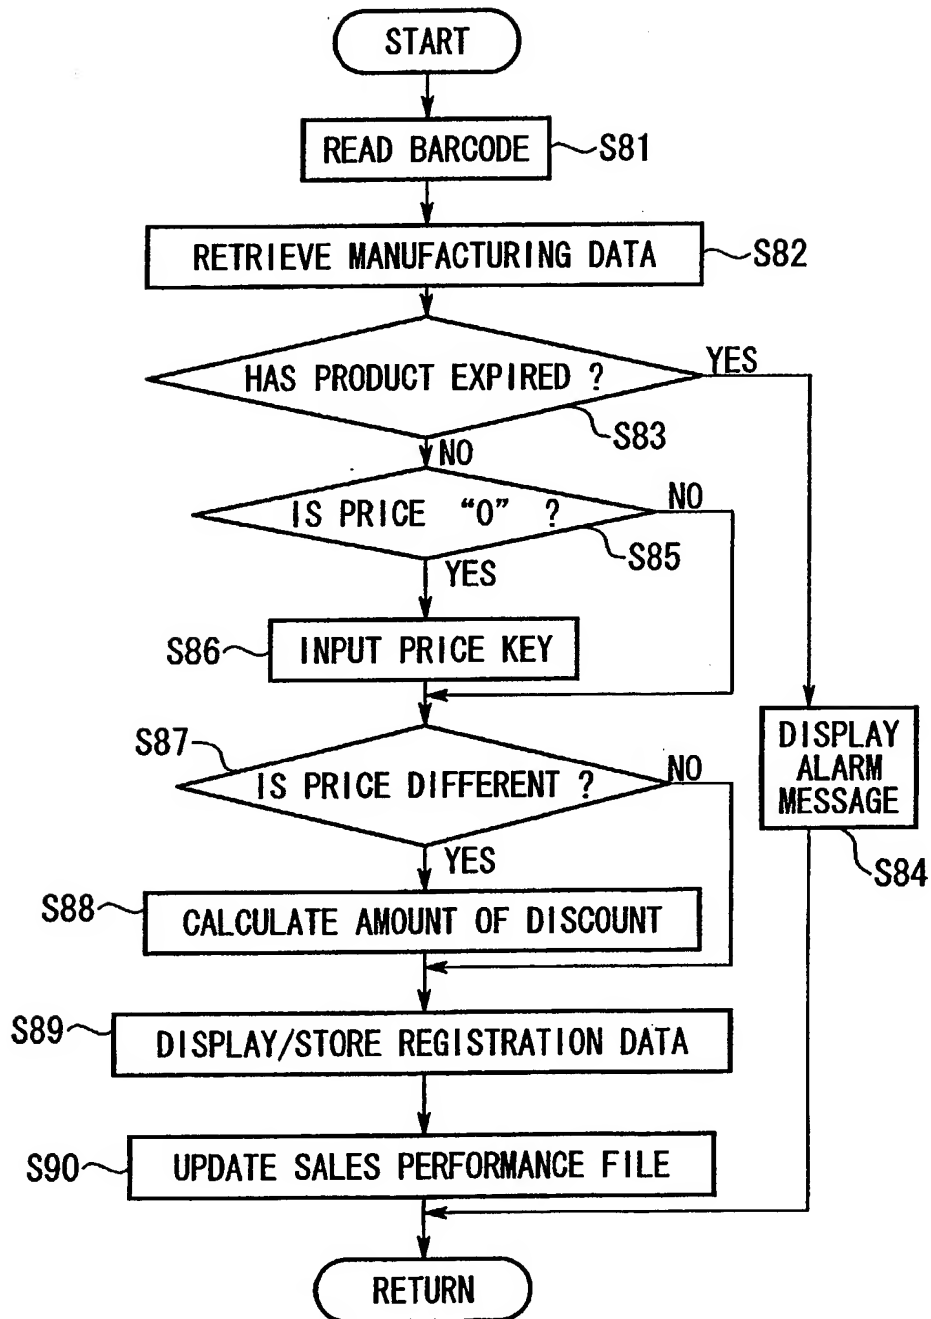 START
READ BARCODE
S81
RETRIEVE MANUFACTURING DATA
S82
HAS PRODUCT EXPIRED ?
YES
S83
NO
IS PRICE “0” ?
NO
S85
YES
S86
INPUT PRICE KEY
S87
IS PRICE DIFFERENT ?
NO
YES
DISPLAY
ALARM
MESSAGE
S84
S88
CALCULATE AMOUNT OF DISCOUNT
S89
DISPLAY/STORE REGISTRATION DATA
S90
UPDATE SALES PERFORMANCE FILE
RETURN